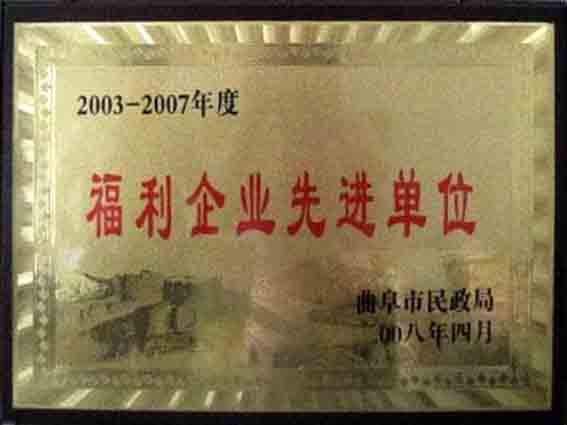 2003-2007年度
福利企业先进单位
曲阜市民政局
00八年四月